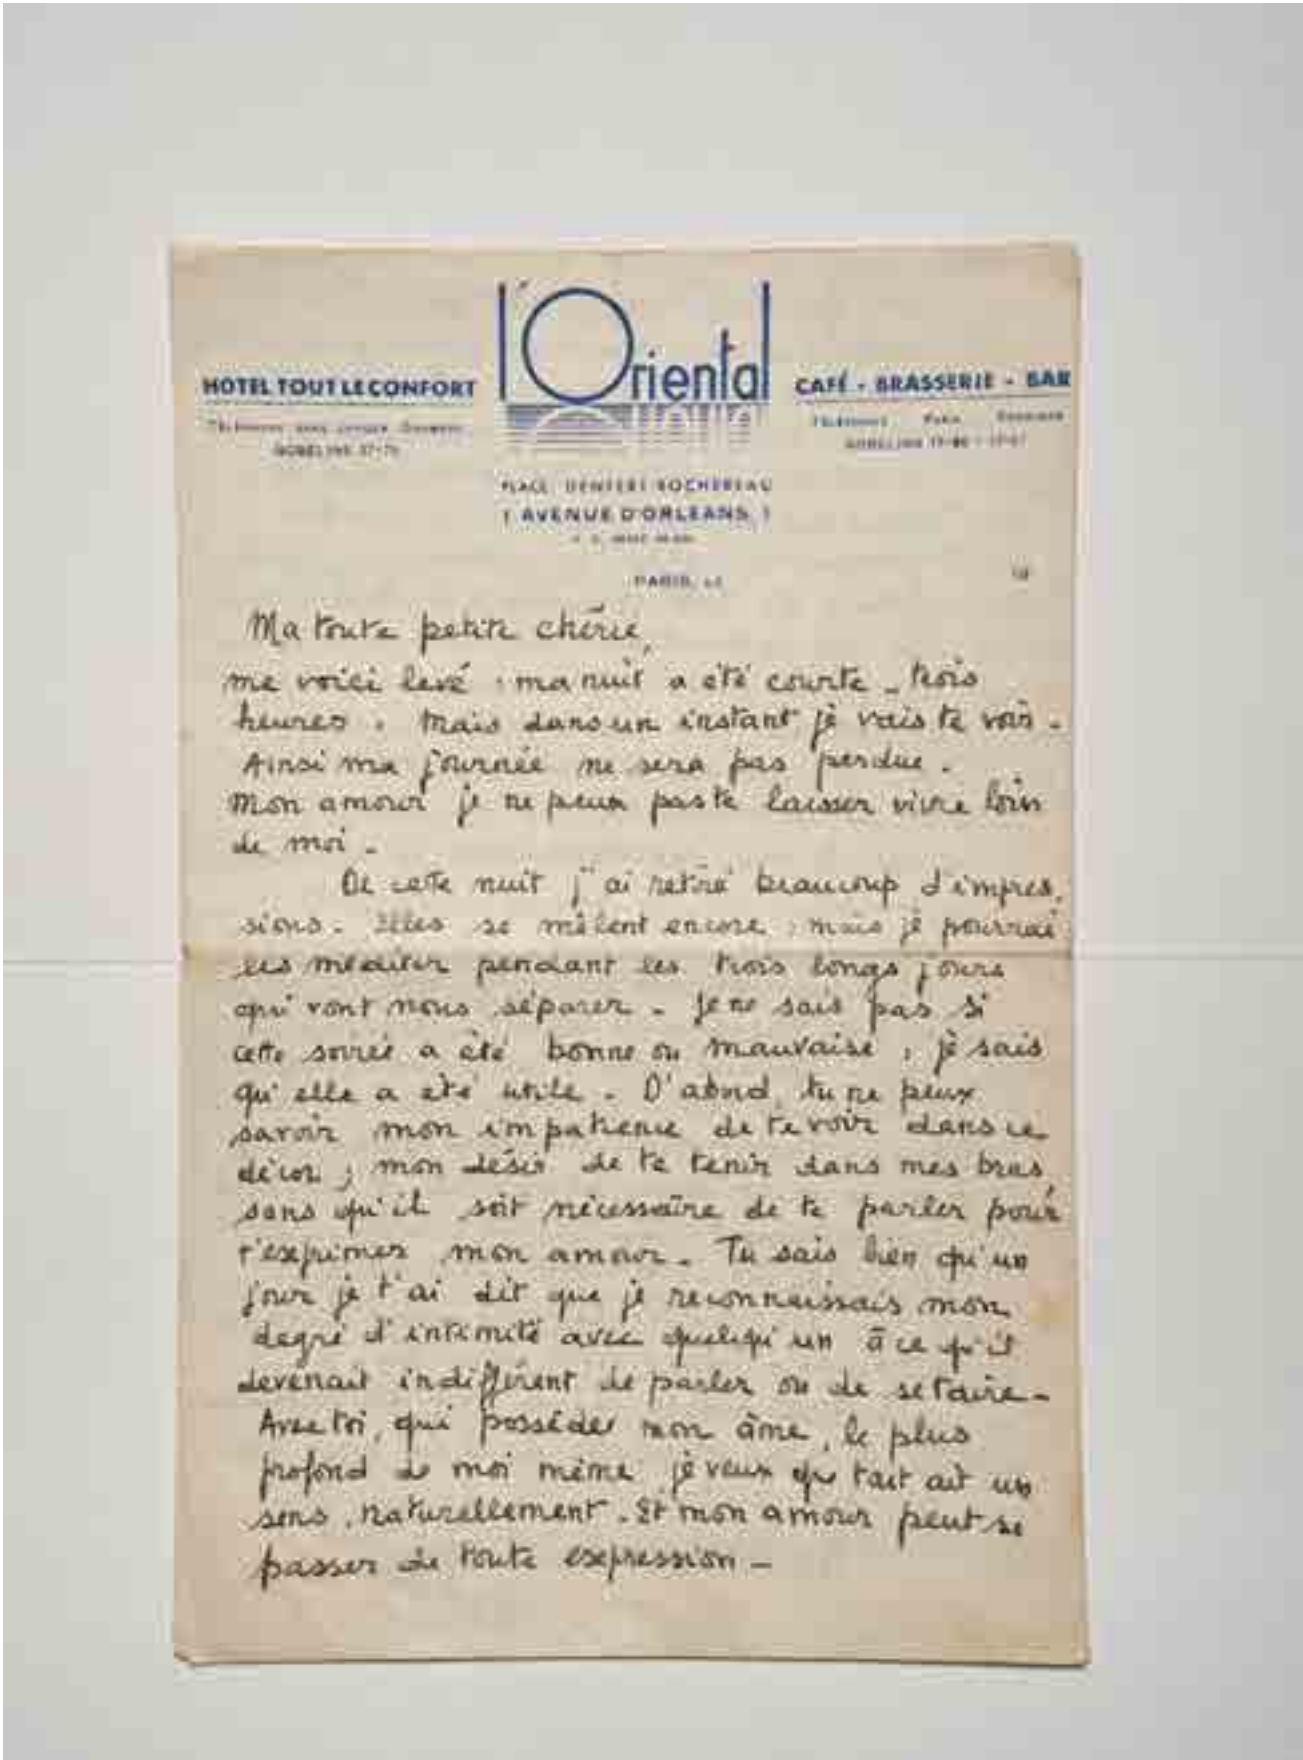 l'Oriental
HOTEL TOUT LE CONFORT
CAFÉ - BRASSERIE - BAR
GOBELINS
GOBELINS
PLACE DENFERT-ROCHEREAU
( AVENUE D'ORLEANS )
PARIS, LE
19
Ma toute petite chérie,
me voici levé : ma nuit a été courte - trois
heures. Mais dans un instant je vais te voir -
Ainsi ma journée ne sera pas perdue.
Mon amour je ne peux pas te laisser vivre loin
de moi -
De cette nuit j'ai retiré beaucoup d'impres-
sions. Elles se mêlent encore ; mais je pourrai
les méditer pendant les trois longs jours
qui vont nous séparer - Je ne sais pas si
cette soirée a été bonne ou mauvaise ; je sais
qu'elle a été utile - D'abord, tu ne peux
savoir mon impatience de te voir dans ce
décor ; mon désir de te tenir dans mes bras,
sans qu'il soit nécessaire de te parler pour
t'exprimer mon amour - Tu sais bien qu'un
jour je t'ai dit que je reconnaissais mon
degré d'intimité avec quelqu'un à ce qu'il
devenait indifférent de parler ou de se taire -
Avec toi, qui possèdes mon âme, le plus
profond de moi même je veux que tout ait un
sens, naturellement - Et mon amour peut se
passer de toute expression -